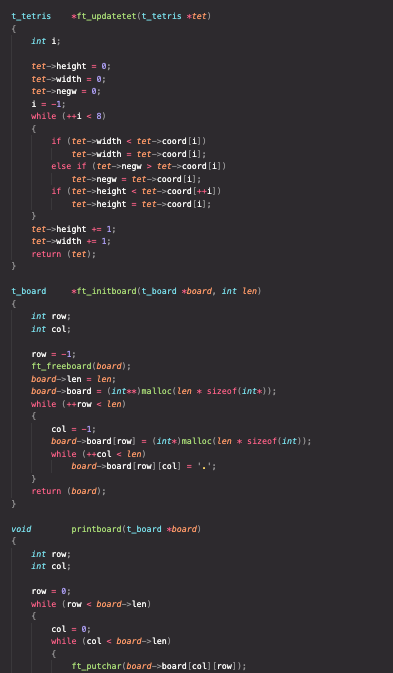 t_tetris	*ft_updatetet(t_tetris *tet)
{
	int i;

	tet->height = 0;
	tet->width = 0;
	tet->negw = 0;
	i = -1;
	while (++i < 8)
	{
		if (tet->width < tet->coord[i])
			tet->width = tet->coord[i];
		else if (tet->negw > tet->coord[i])
			tet->negw = tet->coord[i];
		if (tet->height < tet->coord[++i])
			tet->height = tet->coord[i];
	}
	tet->height += 1;
	tet->width += 1;
	return (tet);
}

t_board	*ft_initboard(t_board *board, int len)
{
	int row;
	int col;

	row = -1;
	ft_freeboard(board);
	board->len = len;
	board->board = (int**)malloc(len * sizeof(int*));
	while (++row < len)
	{
		col = -1;
		board->board[row] = (int*)malloc(len * sizeof(int));
		while (++col < len)
			board->board[row][col] = '.';
	}
	return (board);
}

void	printboard(t_board *board)
{
	int row;
	int col;

	row = 0;
	while (row < board->len)
	{
		col = 0;
		while (col < board->len)
		{
			ft_putchar(board->board[col][row]);